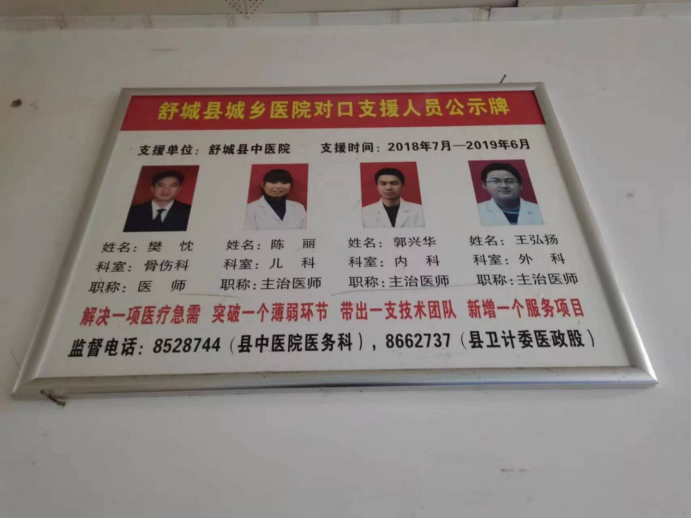 舒城县城乡医院对口支援人员公示牌
支援单位：舒城县中医院 支援时间：2018年7月—2019年6月
姓名：樊 忱 姓名：陈 丽 姓名：郭兴华 姓名：王弘扬
科室：骨伤科 科室：儿 科 科室：内 科 科室：外 科
职称：医 师 职称：主治医师 职称：主治医师 职称：主治医师
解决一项医疗急需 突破一个薄弱环节 带出一支技术团队 新增一个服务项目
监督电话：8528744（县中医院医务科），8662737（县卫计委医政股）